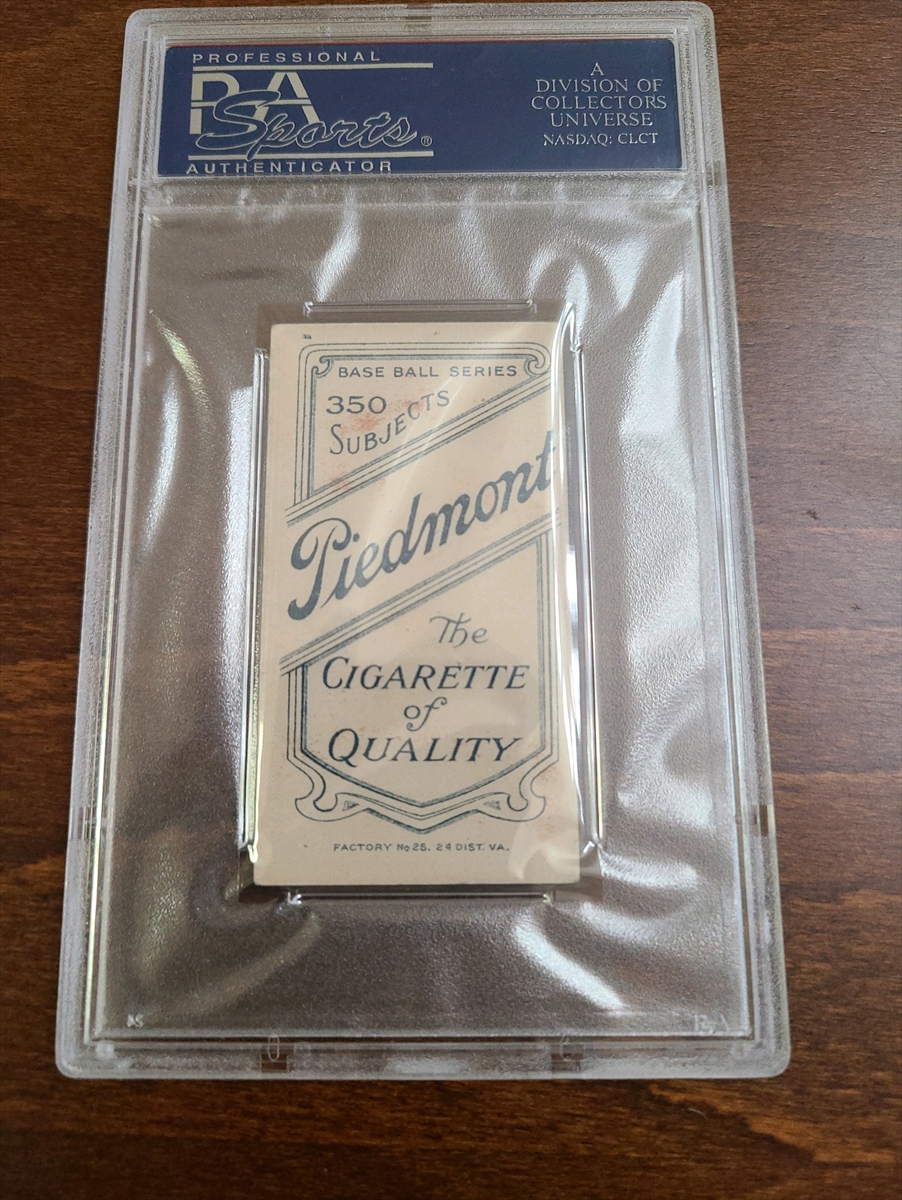 PROFESSIONAL
PSA
Sports®
AUTHENTICATOR
A
DIVISION OF
COLLECTORS
UNIVERSE
NASDAQ: CLCT
BASE BALL SERIES
350
SUBJECTS
Piedmont
The
CIGARETTE
of
QUALITY
FACTORY No 25. 2d DIST. VA.
PSA